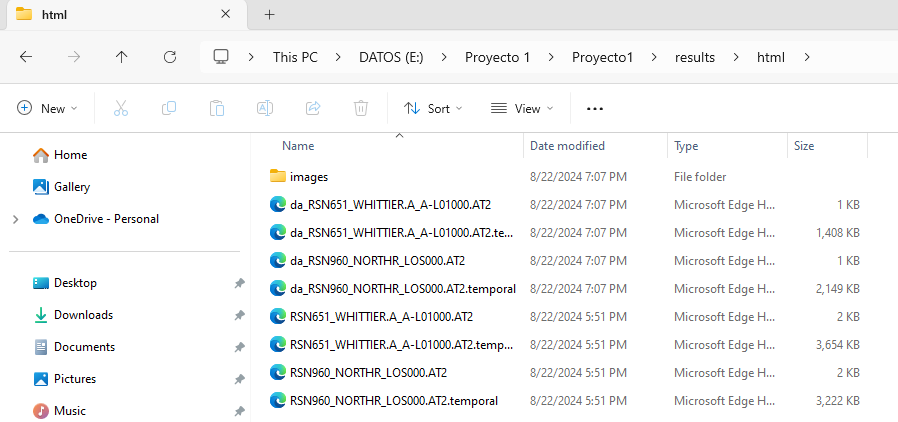 html
This PC > DATOS (E:) > Proyecto 1 > Proyecto1 > results > html >
New Sort View ...
Name Date modified Type Size
Home
Gallery
OneDrive - Personal
Desktop
Downloads
Documents
Pictures
Music
images 8/22/2024 7:07 PM File folder
da_RSN651_WHITTIER.A_A-L01000.AT2 8/22/2024 7:07 PM Microsoft Edge H... 1 KB
da_RSN651_WHITTIER.A_A-L01000.AT2.te... 8/22/2024 7:07 PM Microsoft Edge H... 1,408 KB
da_RSN960_NORTHR_LOS000.AT2 8/22/2024 7:07 PM Microsoft Edge H... 1 KB
da_RSN960_NORTHR_LOS000.AT2.temporal 8/22/2024 7:07 PM Microsoft Edge H... 2,149 KB
RSN651_WHITTIER.A_A-L01000.AT2 8/22/2024 5:51 PM Microsoft Edge H... 2 KB
RSN651_WHITTIER.A_A-L01000.AT2.temp... 8/22/2024 5:51 PM Microsoft Edge H... 3,654 KB
RSN960_NORTHR_LOS000.AT2 8/22/2024 5:51 PM Microsoft Edge H... 2 KB
RSN960_NORTHR_LOS000.AT2.temporal 8/22/2024 5:51 PM Microsoft Edge H... 3,222 KB